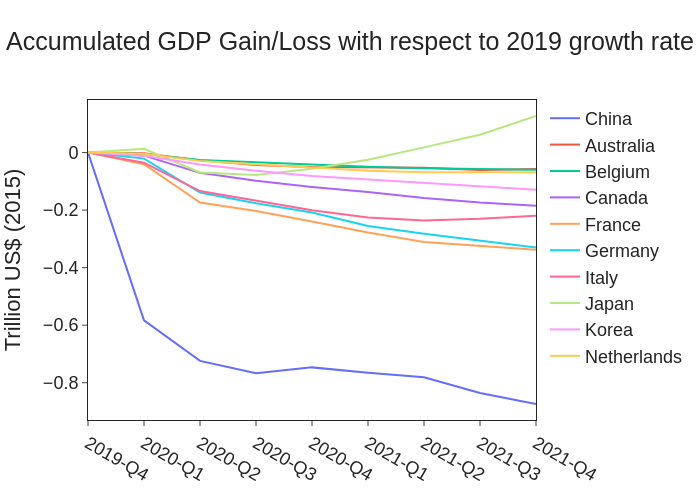 Accumulated GDP Gain/Loss with respect to 2019 growth rate
Trillion US$ (2015)
0
−0.2
−0.4
−0.6
−0.8
2019-Q4
2020-Q1
2020-Q2
2020-Q3
2020-Q4
2021-Q1
2021-Q2
2021-Q3
2021-Q4
China
Australia
Belgium
Canada
France
Germany
Italy
Japan
Korea
Netherlands